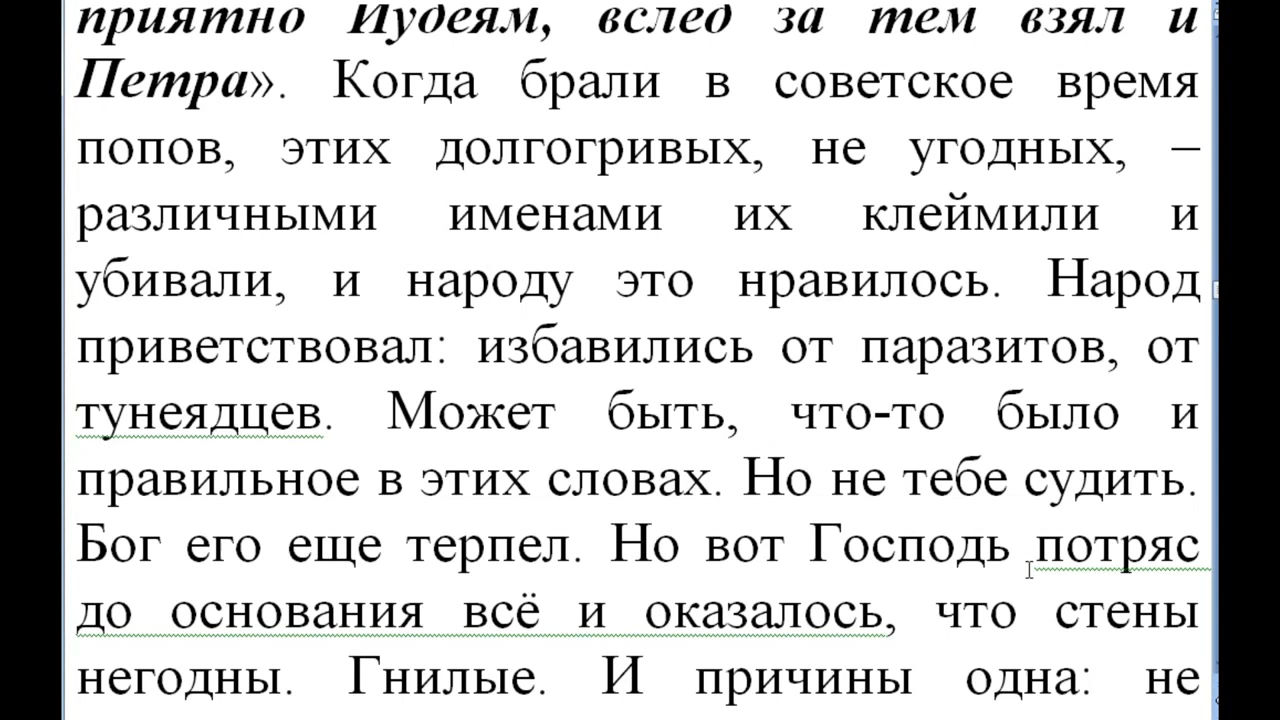 приятно Иудеям, вслед за тем взял и
Петра». Когда брали в советское время
попов, этих долгогривых, не угодных, –
различными именами их клеймили и
убивали, и народу это нравилось. Народ
приветствовал: избавились от паразитов, от
тунеядцев. Может быть, что-то было и
правильное в этих словах. Но не тебе судить.
Бог его еще терпел. Но вот Господь потряс
до основания всё и оказалось, что стены
негодны. Гнилые. И причины одна: не